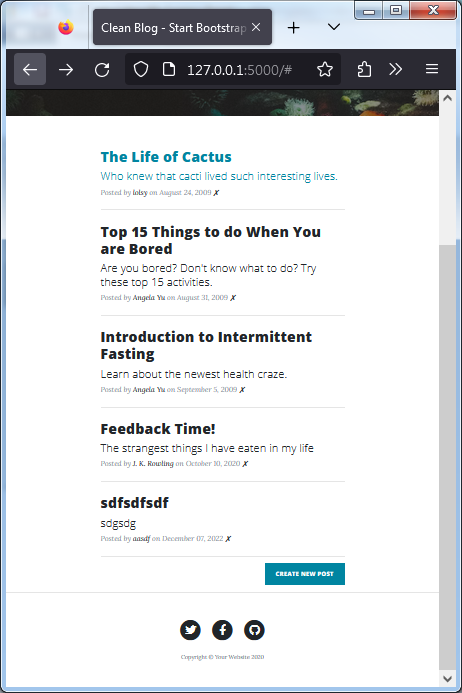 Clean Blog - Start Bootstrap
127.0.0.1:5000/#
The Life of Cactus
Who knew that cacti lived such interesting lives.
Posted by lolsy on August 24, 2009 ✘
Top 15 Things to do When You
are Bored
Are you bored? Don't know what to do? Try
these top 15 activities.
Posted by Angela Yu on August 31, 2009 ✘
Introduction to Intermittent
Fasting
Learn about the newest health craze.
Posted by Angela Yu on September 5, 2009 ✘
Feedback Time!
The strangest things I have eaten in my life
Posted by J. K. Rowling on October 10, 2020 ✘
sdfsdfsdf
sdgsdg
Posted by aasdf on December 07, 2022 ✘
CREATE NEW POST
Copyright © Your Website 2020